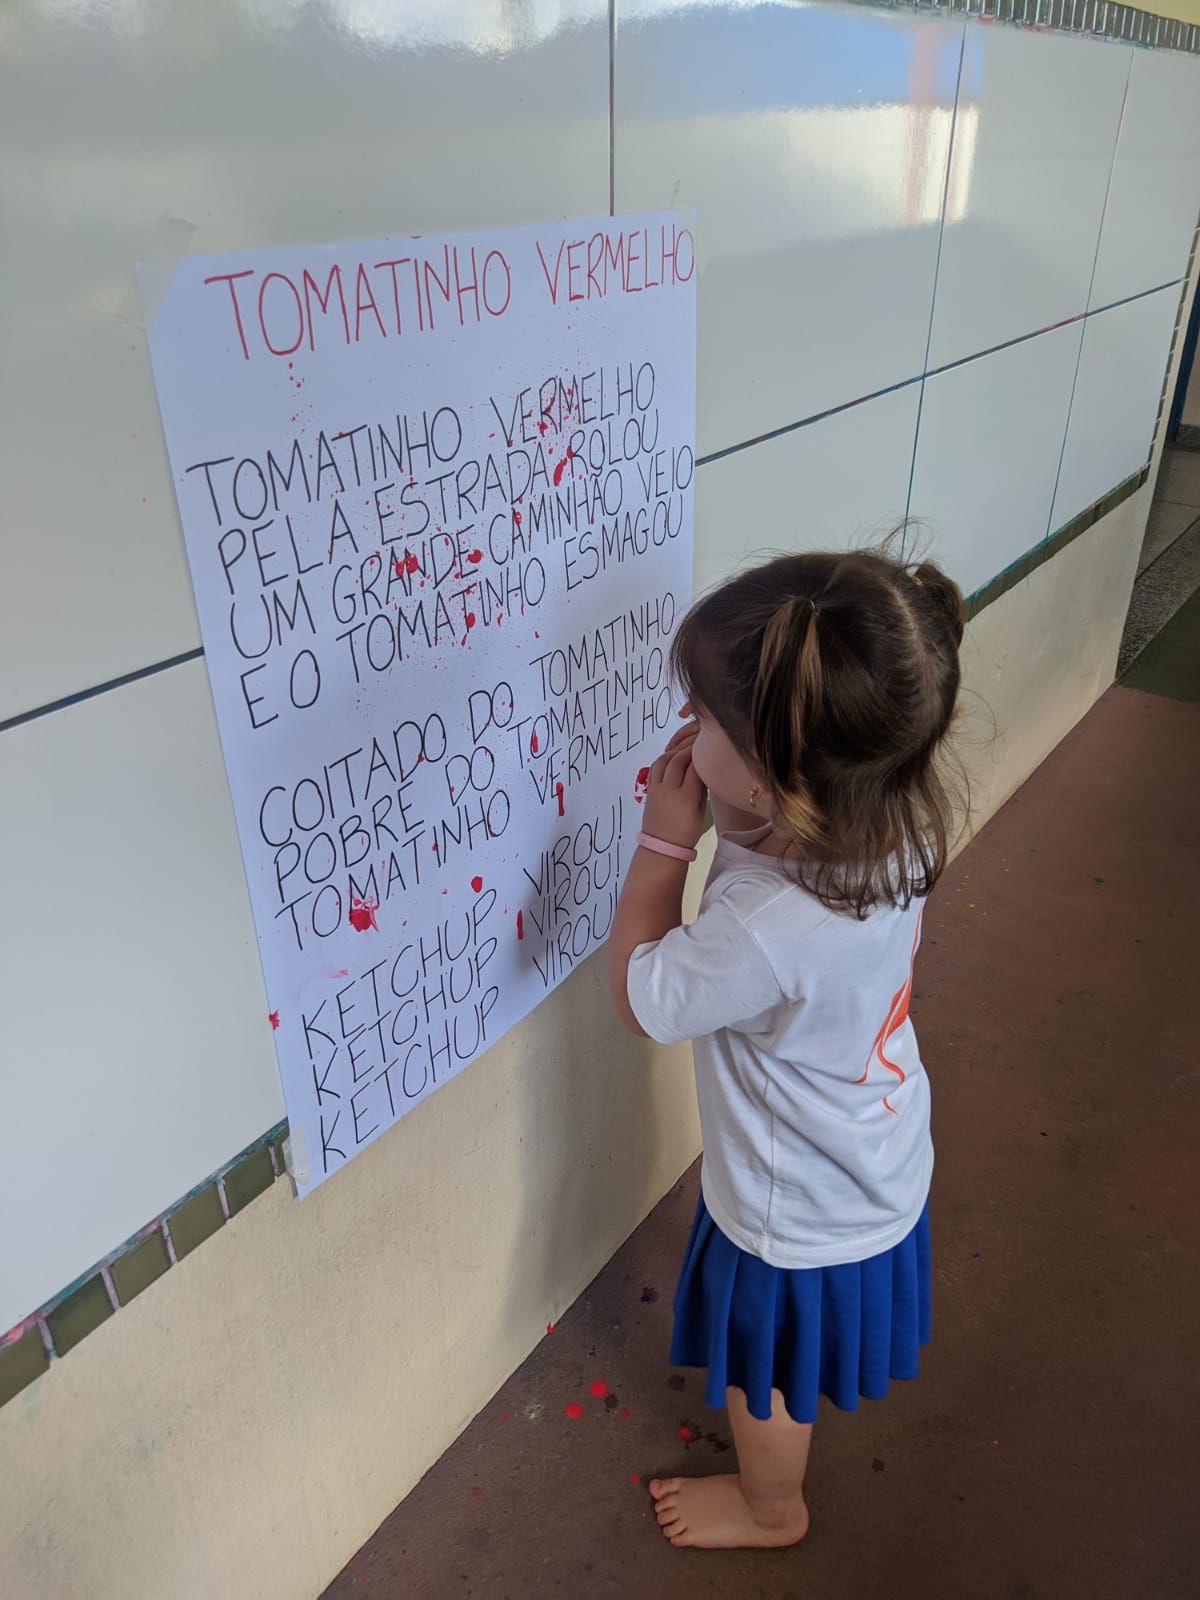 TOMATINHO VERMELHO
TOMATINHO VERMELHO
PELA ESTRADA ROLOU
UM GRANDE CAMINHÃO VEIO
E O TOMATINHO ESMAGOU
COITADO DO TOMATINHO
POBRE DO TOMATINHO
TOMATINHO VERMELHO
KETCHUP VIROU!
KETCHUP VIROU!
KETCHUP VIROU!